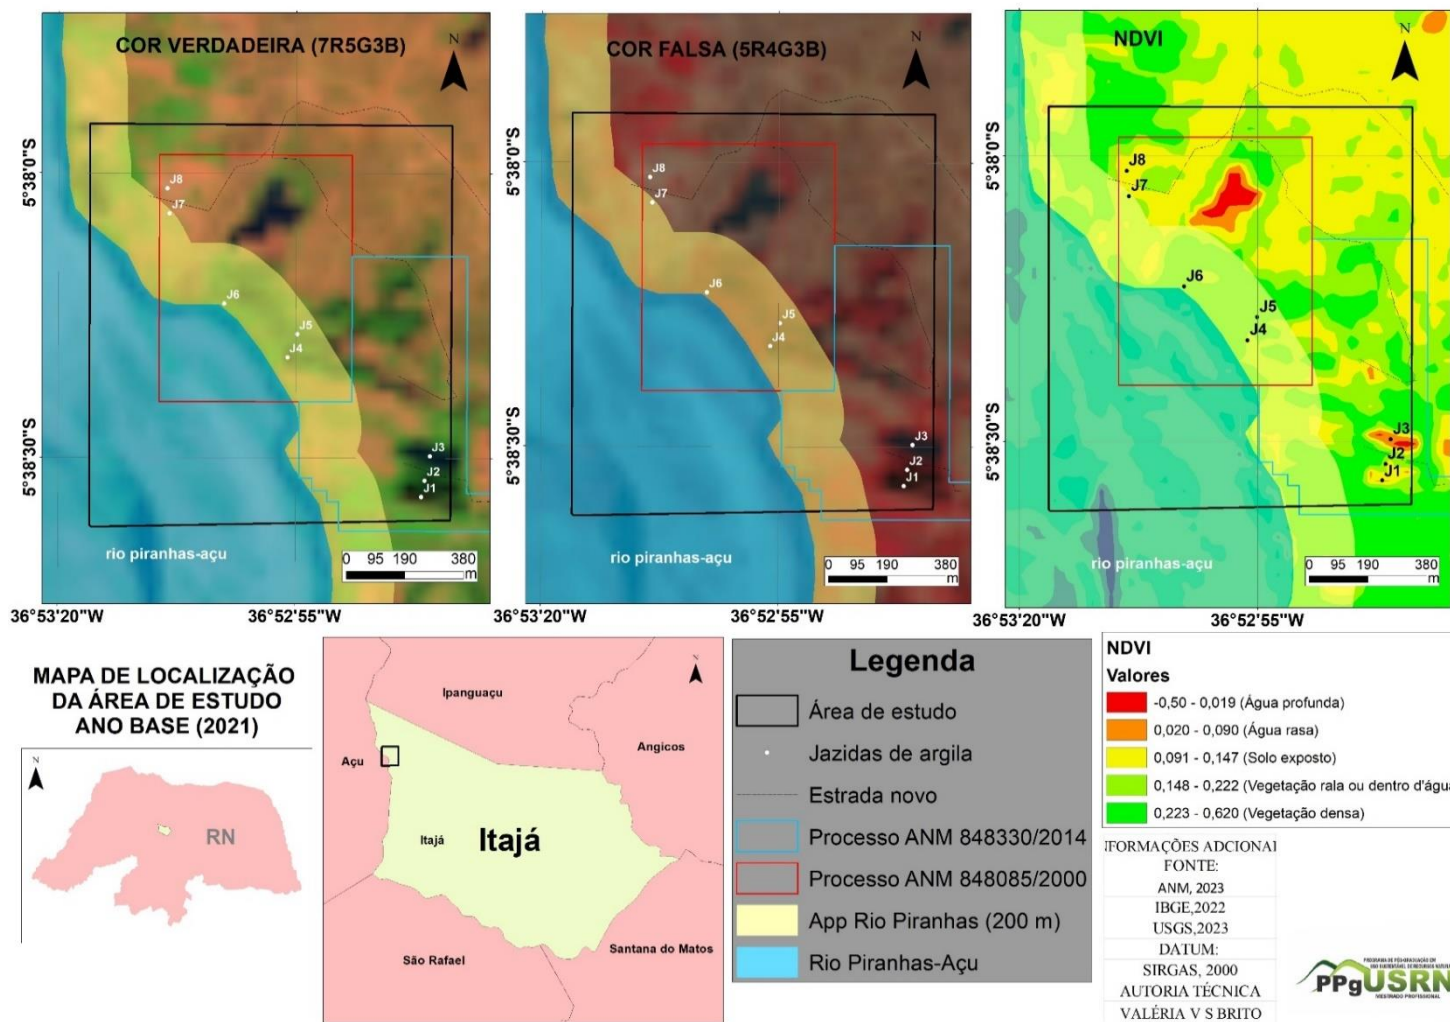 COR VERDADEIRA (7R5G3B)
N
5°38'0"S
5°38'30"S
J8
J7
J6
J5
J4
J3
J2
J1
rio piranhas-açu
0 95 190 380
m
36°53'20"W 36°52'55"W
COR FALSA (5R4G3B)
N
5°38'0"S
5°38'30"S
J8
J7
J6
J5
J4
J3
J2
J1
rio piranhas-açu
0 95 190 380
m
36°53'20"W 36°52'55"W
NDVI
N
5°38'0"S
5°38'30"S
J8
J7
J6
J5
J4
J3
J2
J1
rio piranhas-açu
0 95 190 380
m
36°53'20"W 36°52'55"W
MAPA DE LOCALIZAÇÃO
DA ÁREA DE ESTUDO
ANO BASE (2021)
N
RN
N
Ipanguaçu
Angicos
Açu
Itajá
Itajá
São Rafael
Santana do Matos
Legenda
Área de estudo
Jazidas de argila
Estrada novo
Processo ANM 848330/2014
Processo ANM 848085/2000
App Rio Piranhas (200 m)
Rio Piranhas-Açu
NDVI
Valores
-0,50 - 0,019 (Água profunda)
0,020 - 0,090 (Água rasa)
0,091 - 0,147 (Solo exposto)
0,148 - 0,222 (Vegetação rala ou dentro d'água
0,223 - 0,620 (Vegetação densa)
IFORMAÇÕES ADCIONAI
FONTE:
ANM, 2023
IBGE,2022
USGS,2023
DATUM:
SIRGAS, 2000
AUTORIA TÉCNICA
VALÉRIA V S BRITO
PPgUSRN
MESTRADO PROFISSIONAL